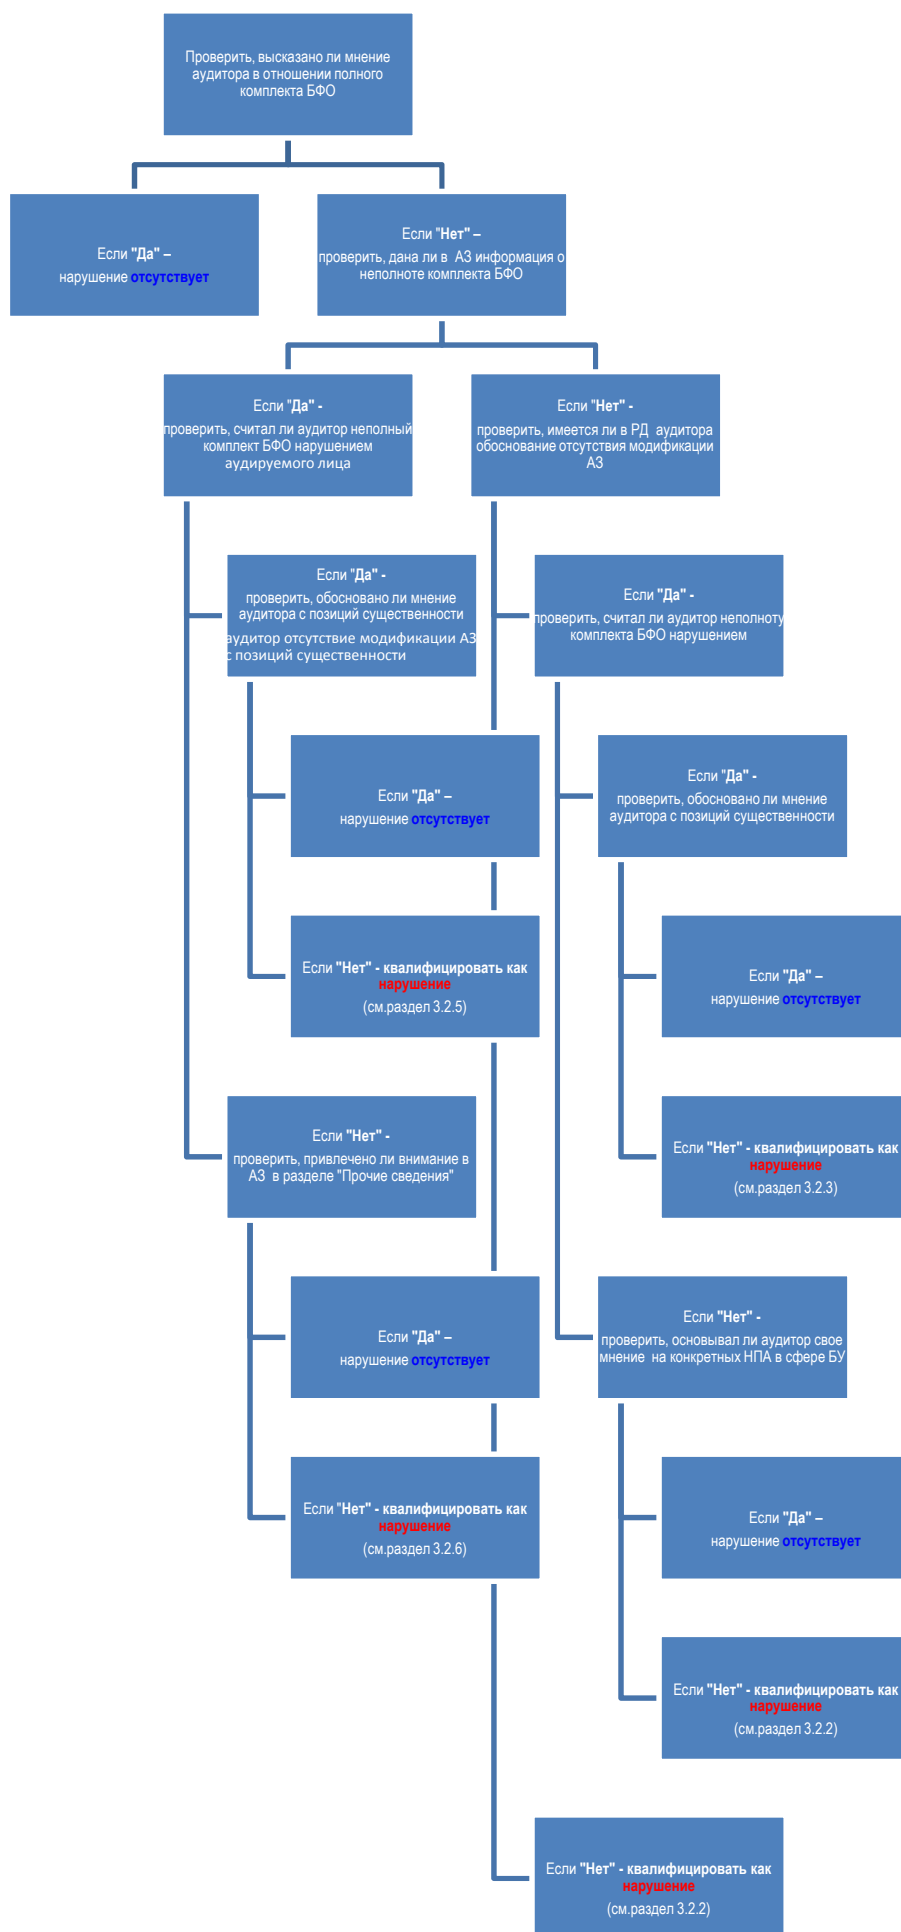 Проверить, высказано ли мнение
аудитора в отношении полного
комплекта БФО
Если "Да" –
нарушение отсутствует
Если "Нет" –
проверить, дана ли в АЗ информация о
неполноте комплекта БФО
Если "Да" -
проверить, считал ли аудитор неполный
комплект БФО нарушением
аудируемого лица
Если "Нет" -
проверить, имеется ли в РД аудитора
обоснование отсутствия модификации
АЗ
Если "Да" -
проверить, обосновано ли мнение
аудитора с позиций существенности
аудитор отсутствие модификации АЗ
с позиций существенности
Если "Да" -
проверить, считал ли аудитор неполноту
комплекта БФО нарушением
Если "Да" –
нарушение отсутствует
Если "Да" -
проверить, обосновано ли мнение
аудитора с позиций существенности
Если "Нет" - квалифицировать как
нарушение
(см.раздел 3.2.5)
Если "Да" –
нарушение отсутствует
Если "Нет" -
проверить, привлечено ли внимание в
АЗ в разделе "Прочие сведения"
Если "Нет" - квалифицировать как
нарушение
(см.раздел 3.2.3)
Если "Да" –
нарушение отсутствует
Если "Нет" -
проверить, основывал ли аудитор свое
мнение на конкретных НПА в сфере БУ
Если "Нет" - квалифицировать как
нарушение
(см.раздел 3.2.6)
Если "Да" –
нарушение отсутствует
Если "Нет" - квалифицировать как
нарушение
(см.раздел 3.2.2)
Если "Нет" - квалифицировать как
нарушение
(см.раздел 3.2.2)